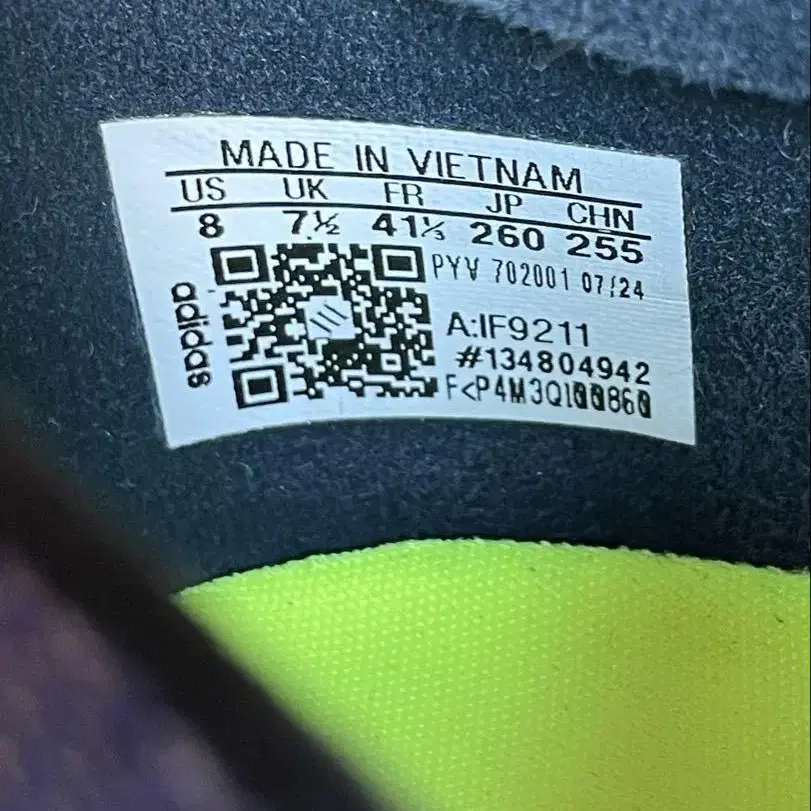 MADE IN VIETNAM
US UK FR JP CHN
8 7½ 41⅓ 260 255
PYV 702001 07/24
A:IF9211
#134804942
adidas